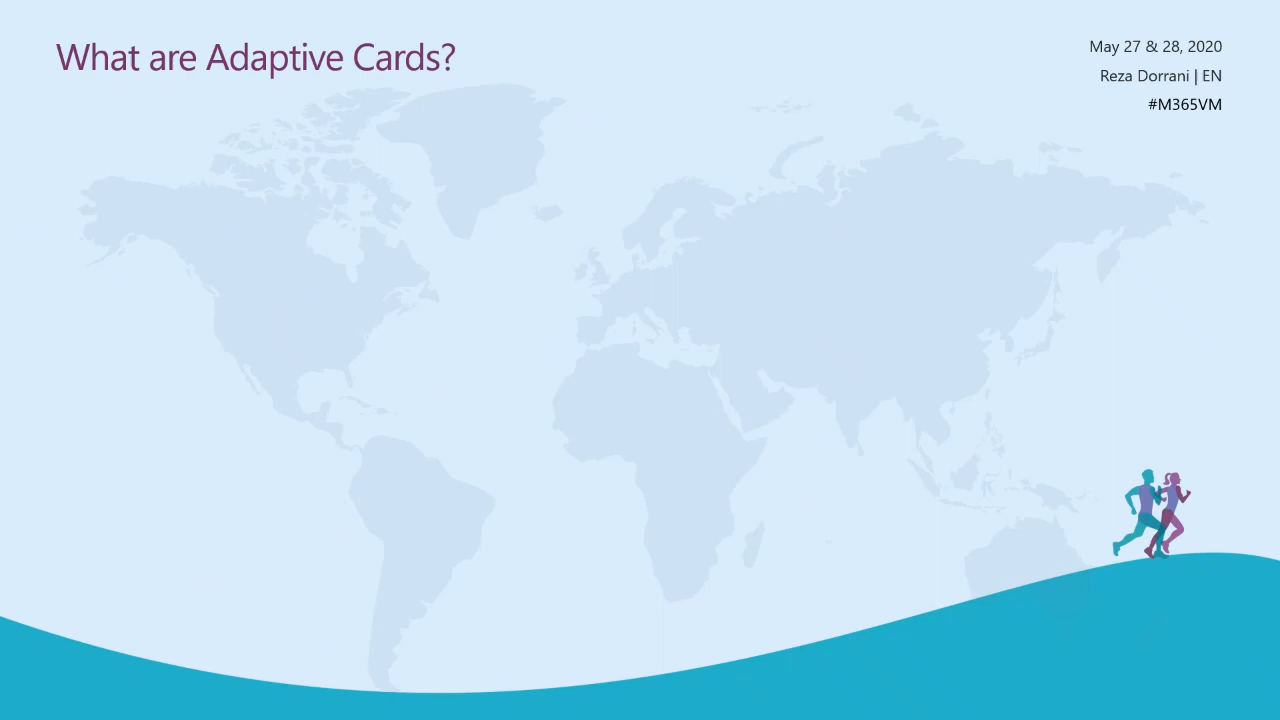 What are Adaptive Cards?
May 27 & 28, 2020
Reza Dorrani | EN
#M365VM